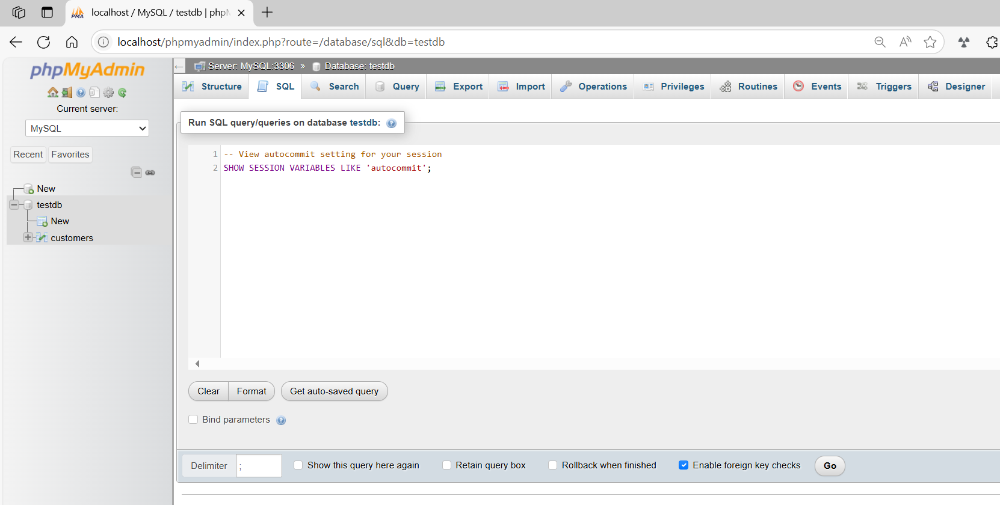 localhost / MySQL / testdb | php
localhost/phpmyadmin/index.php?route=/database/sql&db=testdb
phpMyAdmin
Current server:
MySQL
Recent
Favorites
New
testdb
New
customers
Server: MySQL:3306 » Database: testdb
Structure
SQL
Search
Query
Export
Import
Operations
Privileges
Routines
Events
Triggers
Designer
Run SQL query/queries on database testdb:
1 -- View autocommit setting for your session
2 SHOW SESSION VARIABLES LIKE 'autocommit';
Clear
Format
Get auto-saved query
Bind parameters
Delimiter
;
Show this query here again
Retain query box
Rollback when finished
Enable foreign key checks
Go